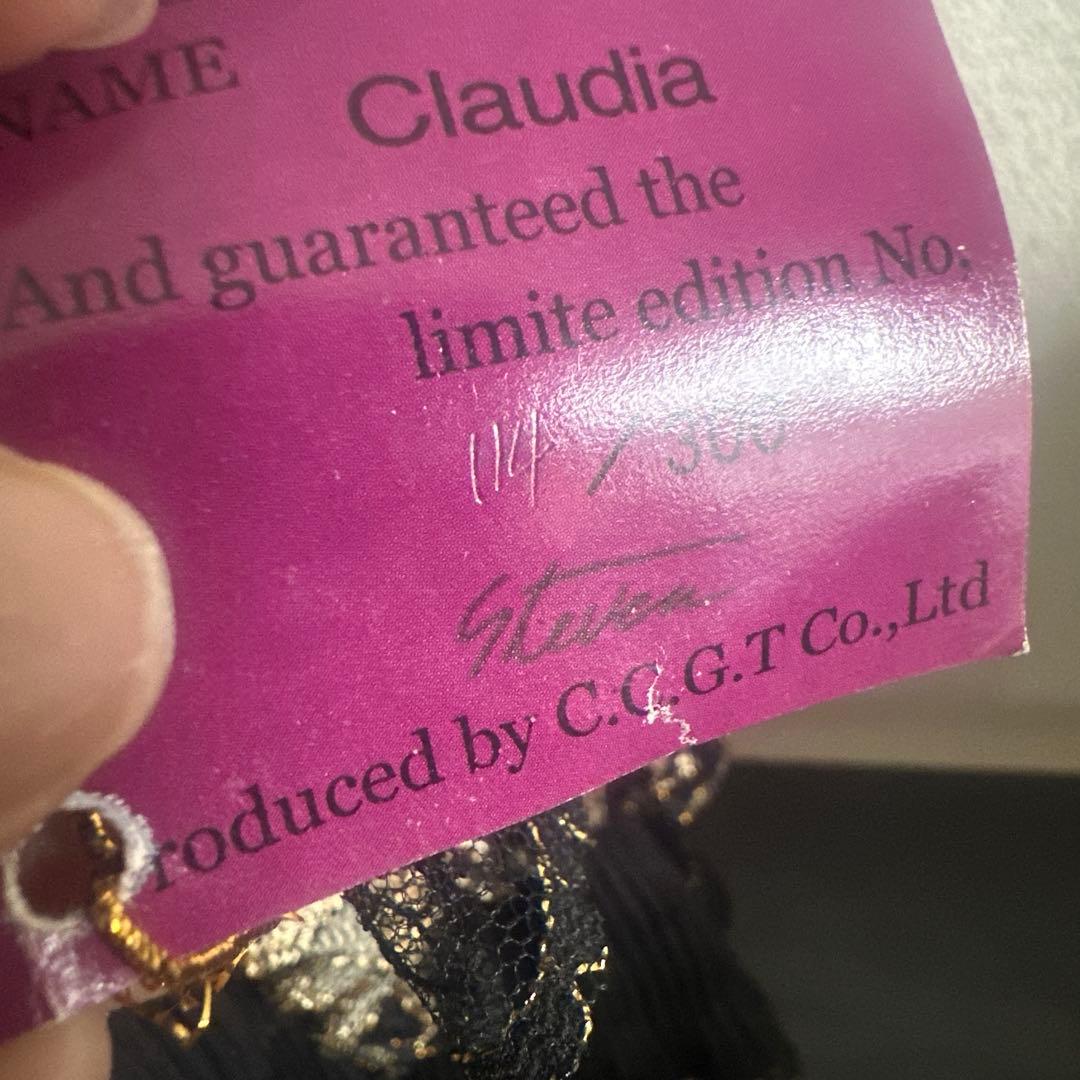 NAME Claudia
And guaranteed the
limite edition No.
114 / 300
Steven
roduced by C.C.G.T Co.,Ltd